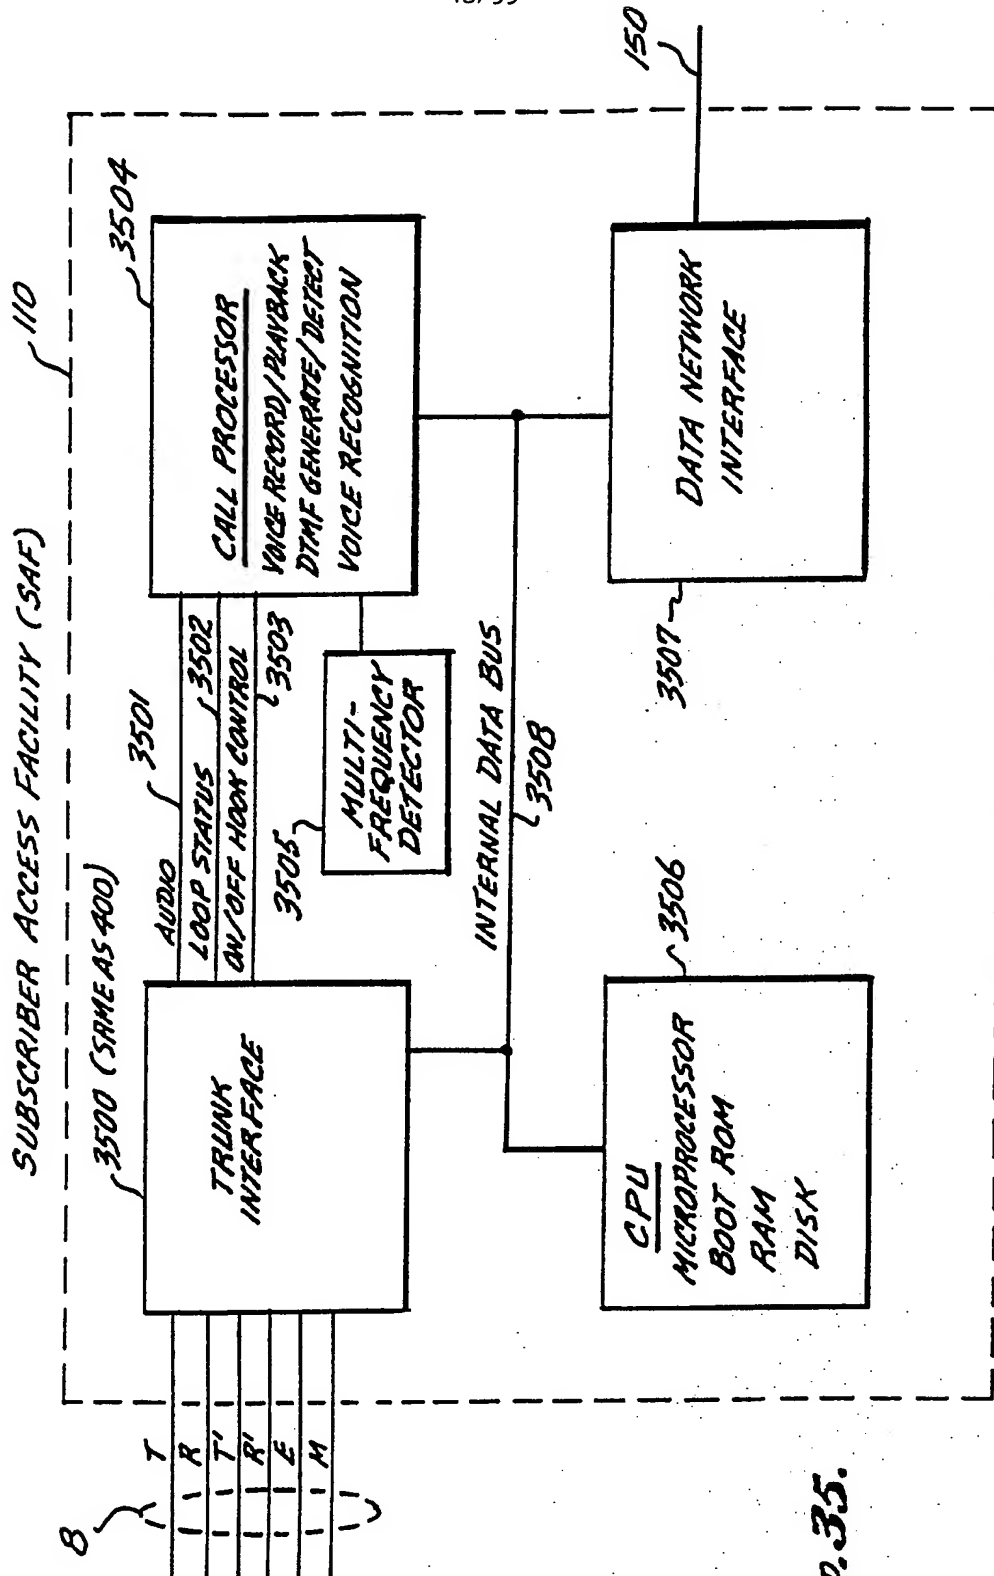 SUBSCRIBER ACCESS FACILITY (SAF)
110
3500 (SAME AS 400)
3501
3504
150
8
T
R
T'
R'
E
M
TRUNK
INTERFACE
AUDIO
LOOP STATUS
3502
ON/OFF HOOK CONTROL
3503
CALL PROCESSOR
VOICE RECORD/PLAYBACK
DTMF GENERATE/DETECT
VOICE RECOGNITION
3505
MULTI-
FREQUENCY
DETECTOR
INTERNAL DATA BUS
3508
CPU
MICROPROCESSOR
BOOT ROM
RAM
DISK
3506
3507
DATA NETWORK
INTERFACE
35.